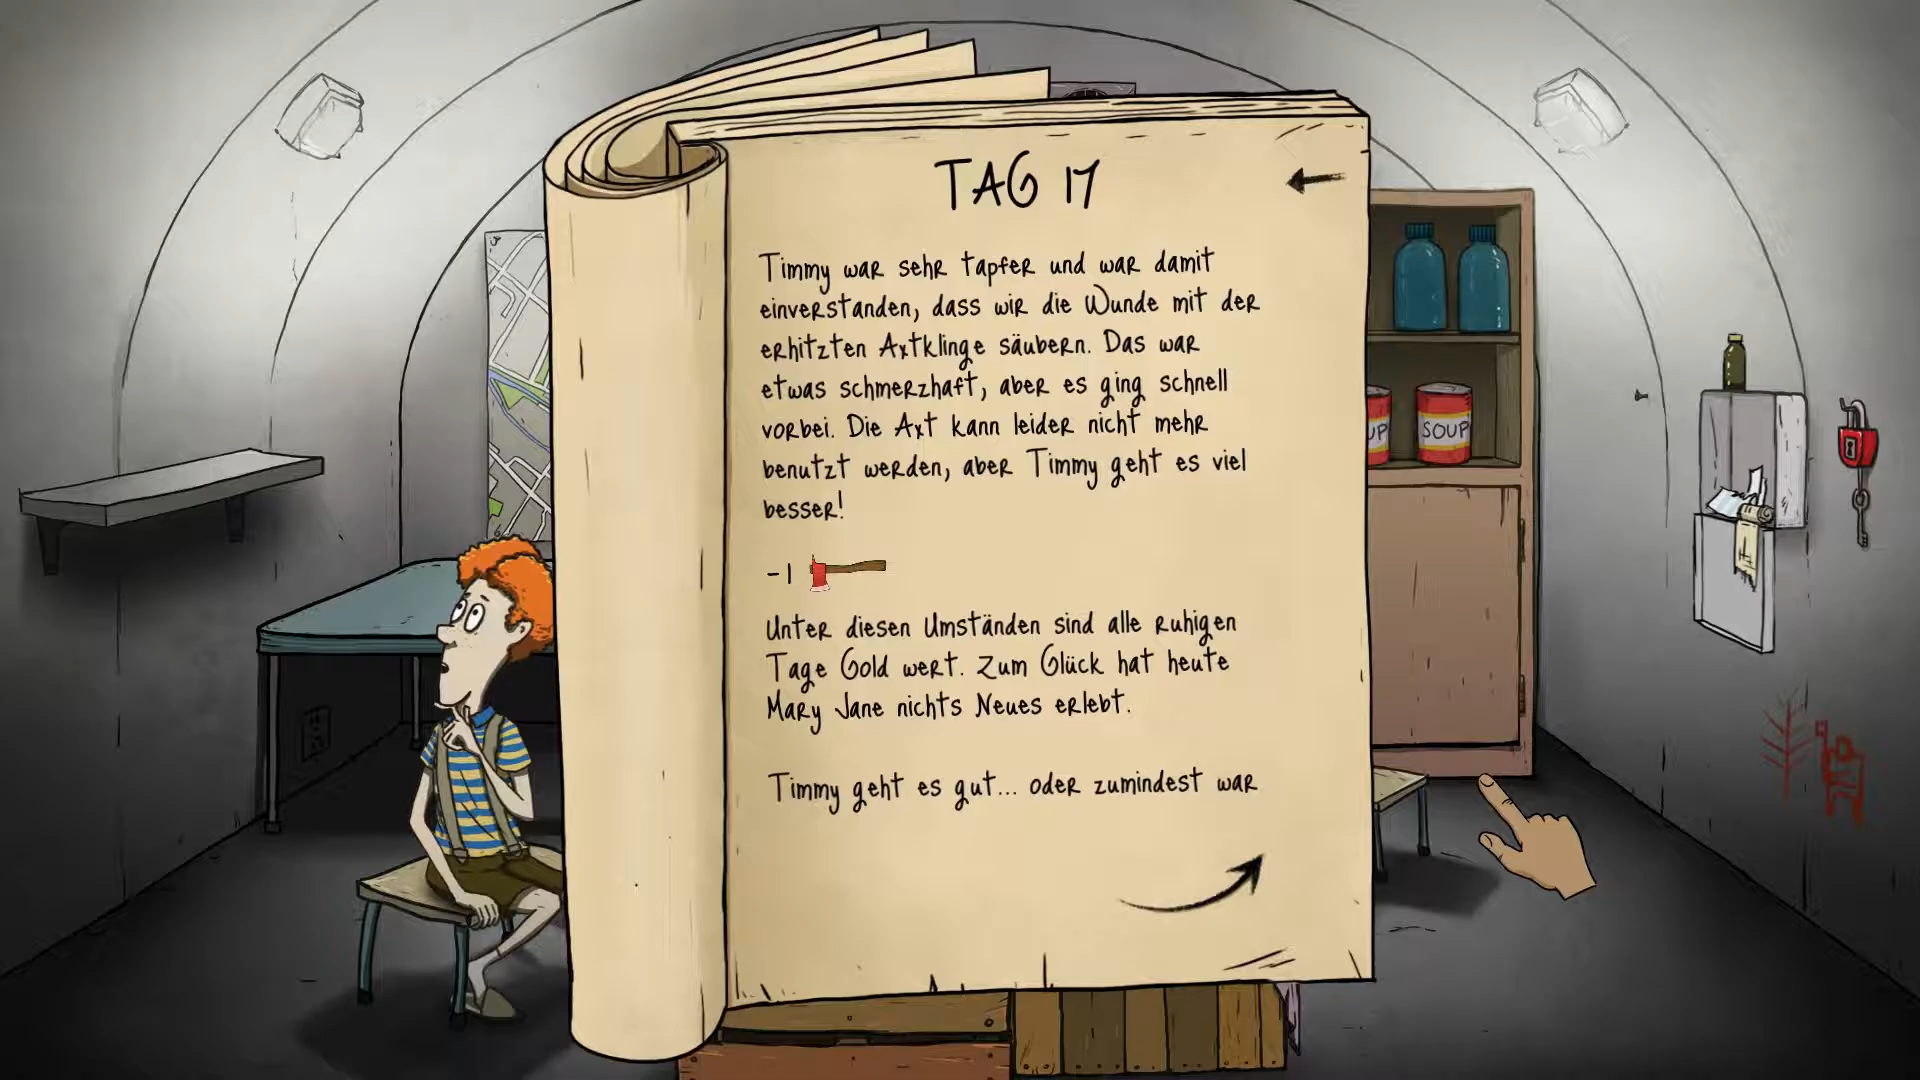 TAG 17
Timmy war sehr tapfer und war damit
einverstanden, dass wir die Wunde mit der
erhitzten Axtklinge säubern. Das war
etwas schmerzhaft, aber es ging schnell
vorbei. Die Axt kann leider nicht mehr
benutzt werden, aber Timmy geht es viel
besser!
-1
Unter diesen Umständen sind alle ruhigen
Tage Gold wert. Zum Glück hat heute
Mary Jane nichts Neues erlebt.
Timmy geht es gut... oder zumindest war
UP
SOUP